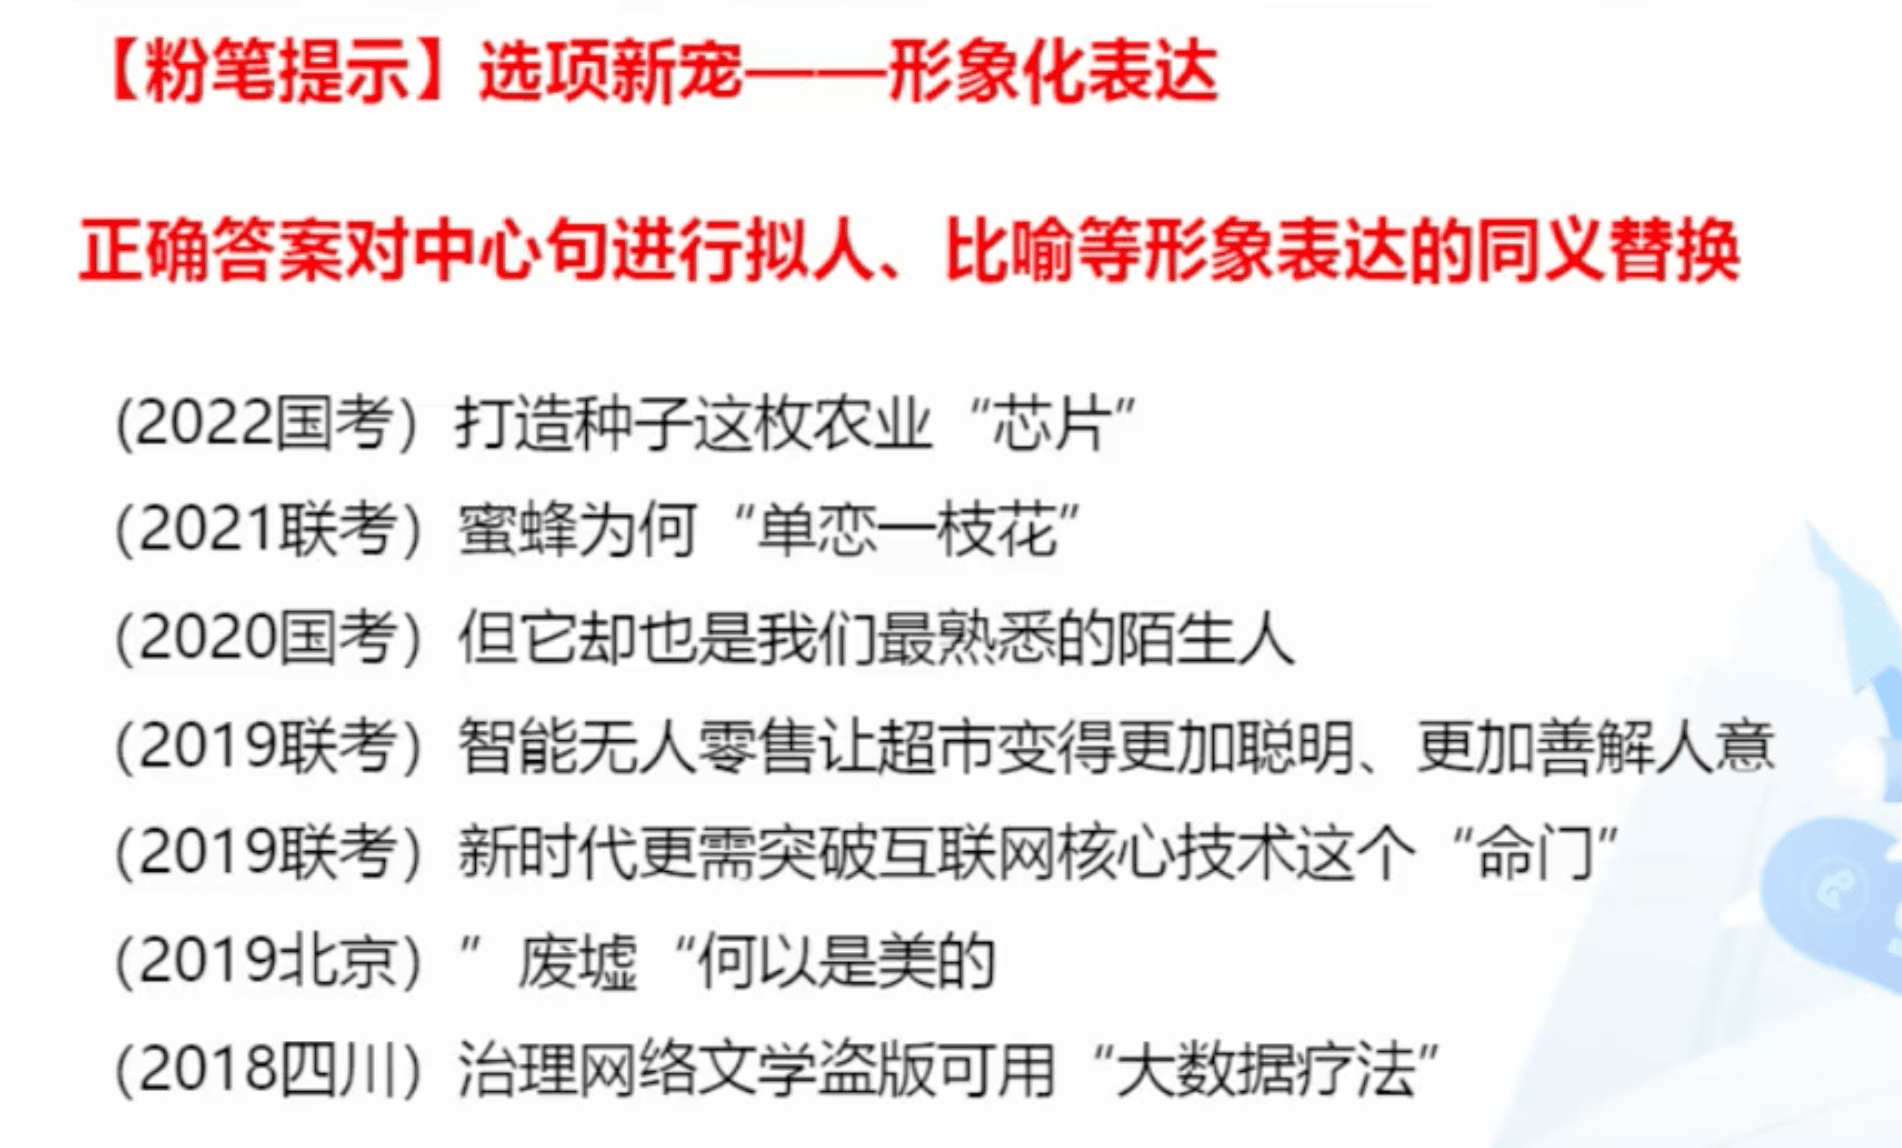 【粉笔提示】选项新宠——形象化表达
正确答案对中心句进行拟人、比喻等形象表达的同义替换
(2022国考) 打造种子这枚农业“芯片”
(2021联考) 蜜蜂为何“单恋一枝花”
(2020国考) 但它却也是我们最熟悉的陌生人
(2019联考) 智能无人零售让超市变得更加聪明、更加善解人意
(2019联考) 新时代更需突破互联网核心技术这个“命门”
(2019北京) ”废墟“何以是美的
(2018四川) 治理网络文学盗版可用“大数据疗法”